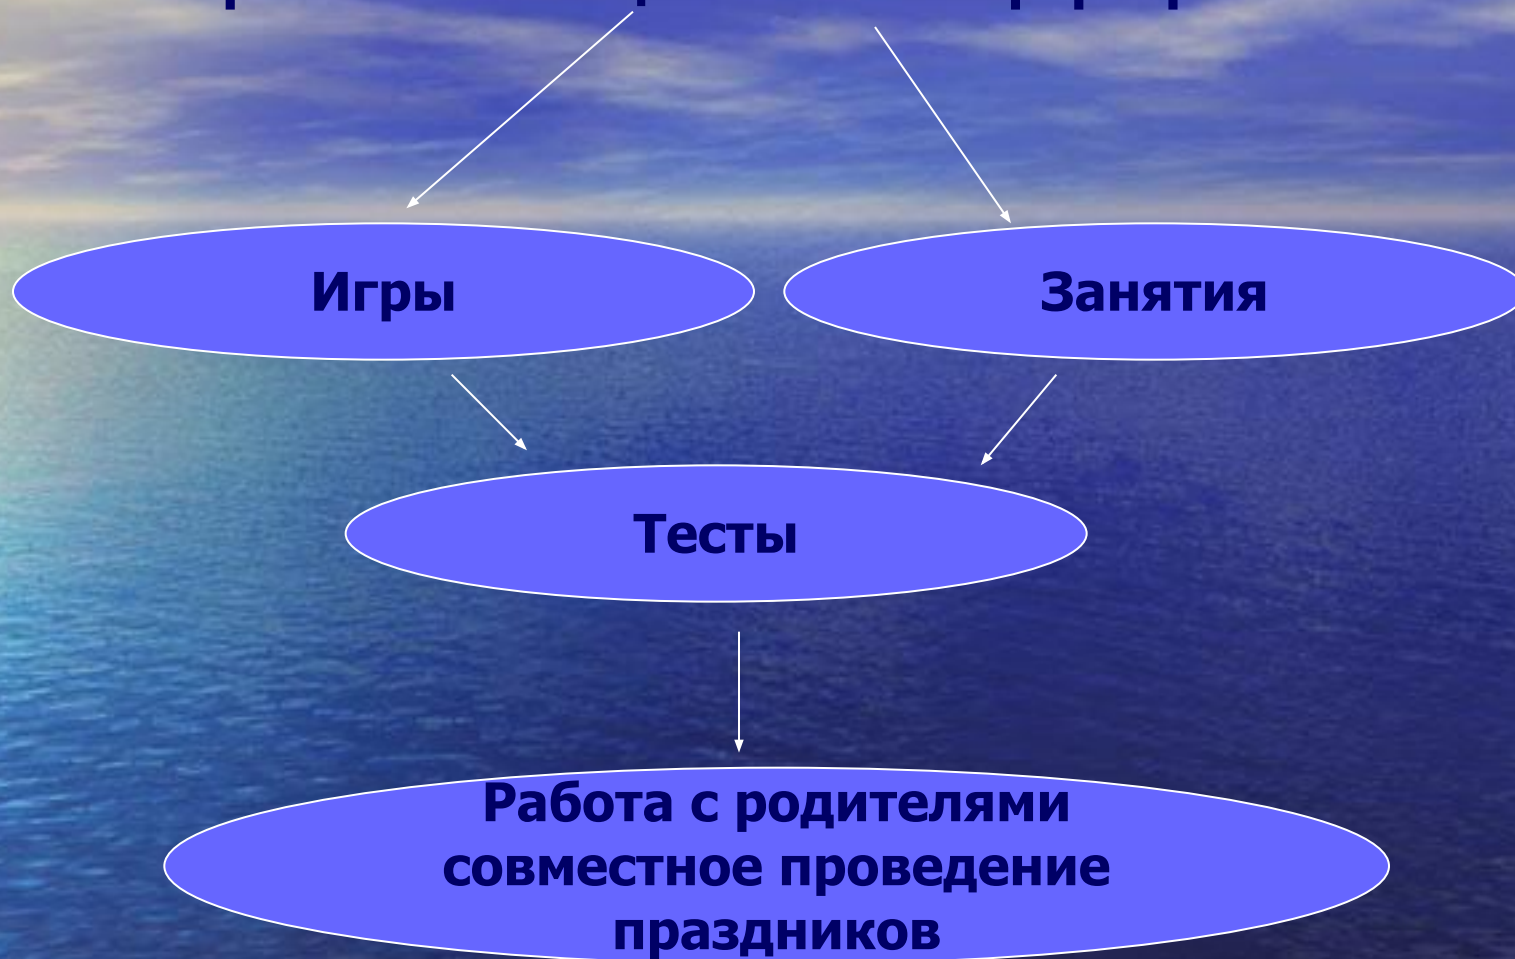 Игры
Занятия
Тесты
Работа с родителями
совместное проведение
праздников